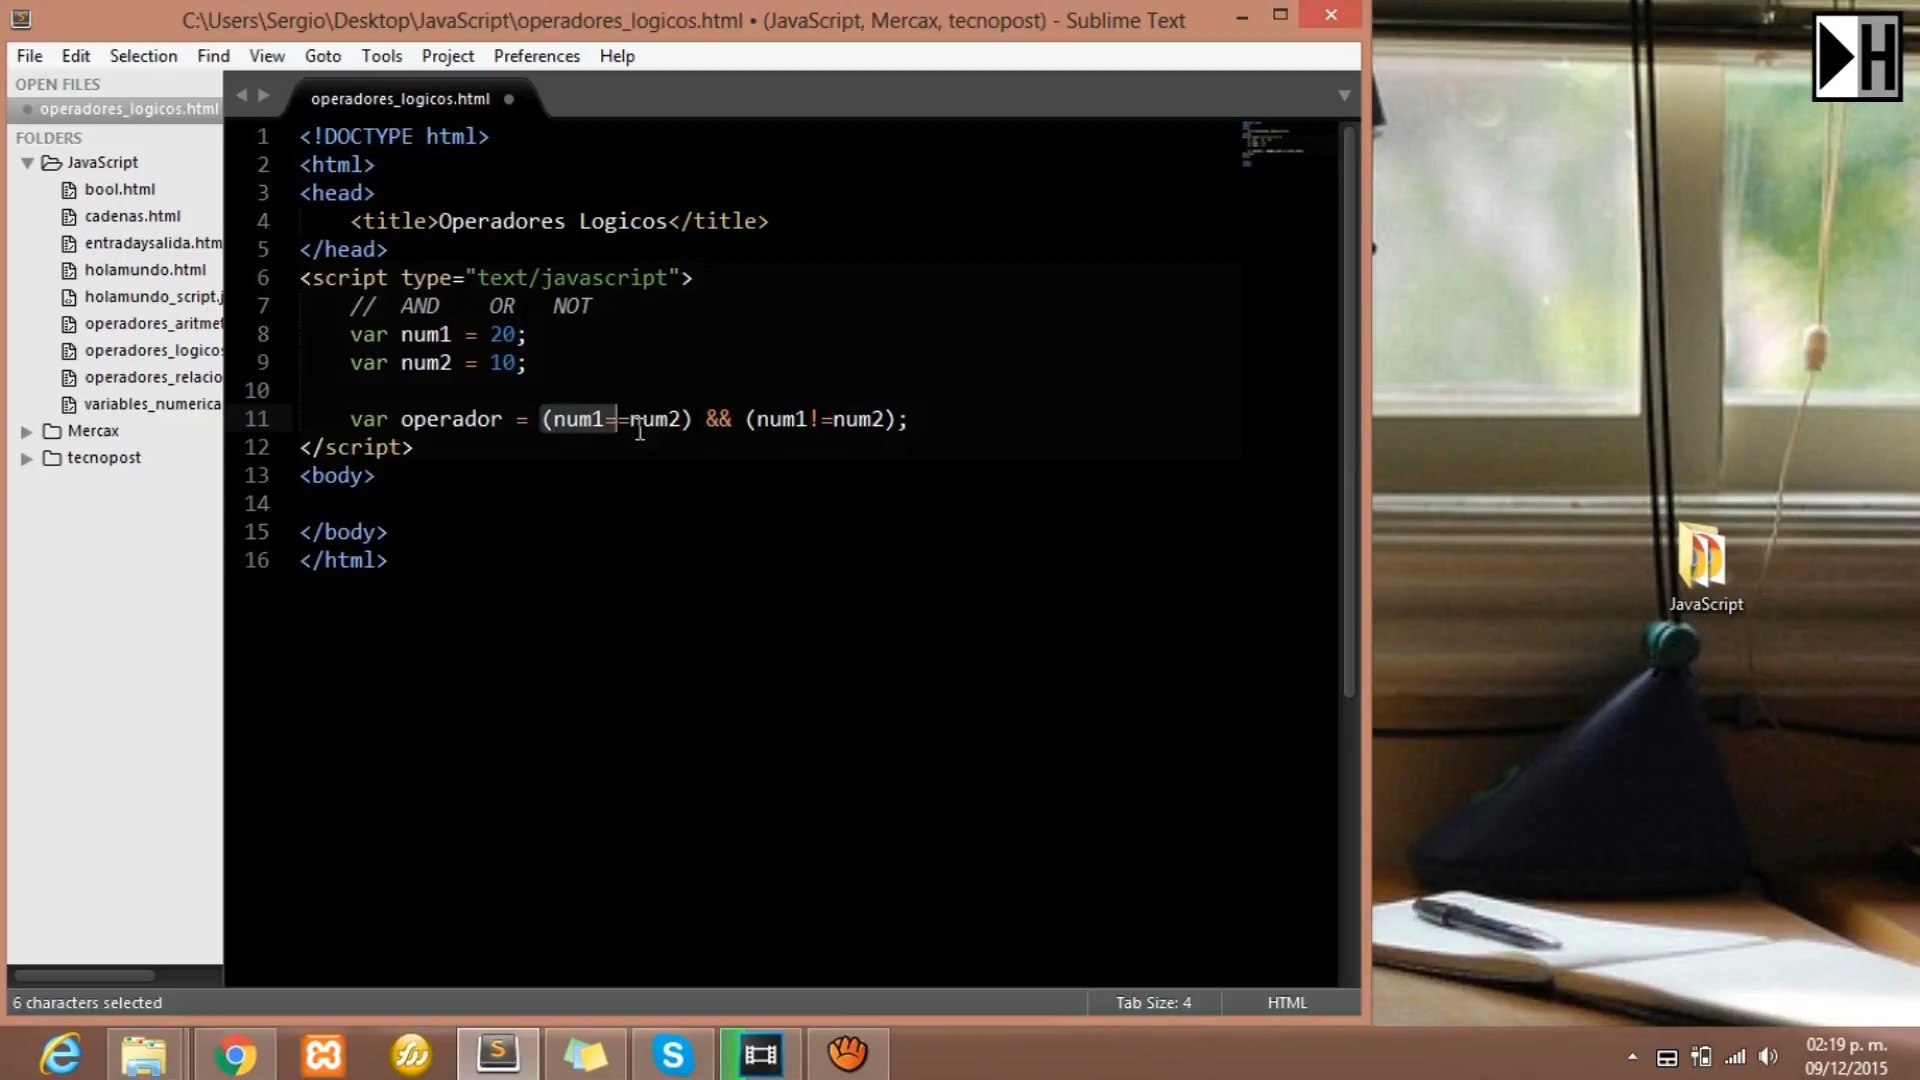 C:\Users\Sergio\Desktop\JavaScript\operadores_logicos.html • (JavaScript, Mercax, tecnopost) - Sublime Text
File Edit Selection Find View Goto Tools Project Preferences Help
OPEN FILES
operadores_logicos.html
FOLDERS
JavaScript
bool.html
cadenas.html
entradaysalida.htm
holamundo.html
holamundo_script.j
operadores_aritmet
operadores_logicos
operadores_relacio
variables_numerica
Mercax
tecnopost
operadores_logicos.html
1 <!DOCTYPE html>
2 <html>
3 <head>
4 <title>Operadores Logicos</title>
5 </head>
6 <script type="text/javascript">
7 // AND OR NOT
8 var num1 = 20;
9 var num2 = 10;
10
11 var operador = (num1==num2) && (num1!=num2);
12 </script>
13 <body>
14
15 </body>
16 </html>
6 characters selected
Tab Size: 4
HTML
H
JavaScript
02:19 p. m.
09/12/2015